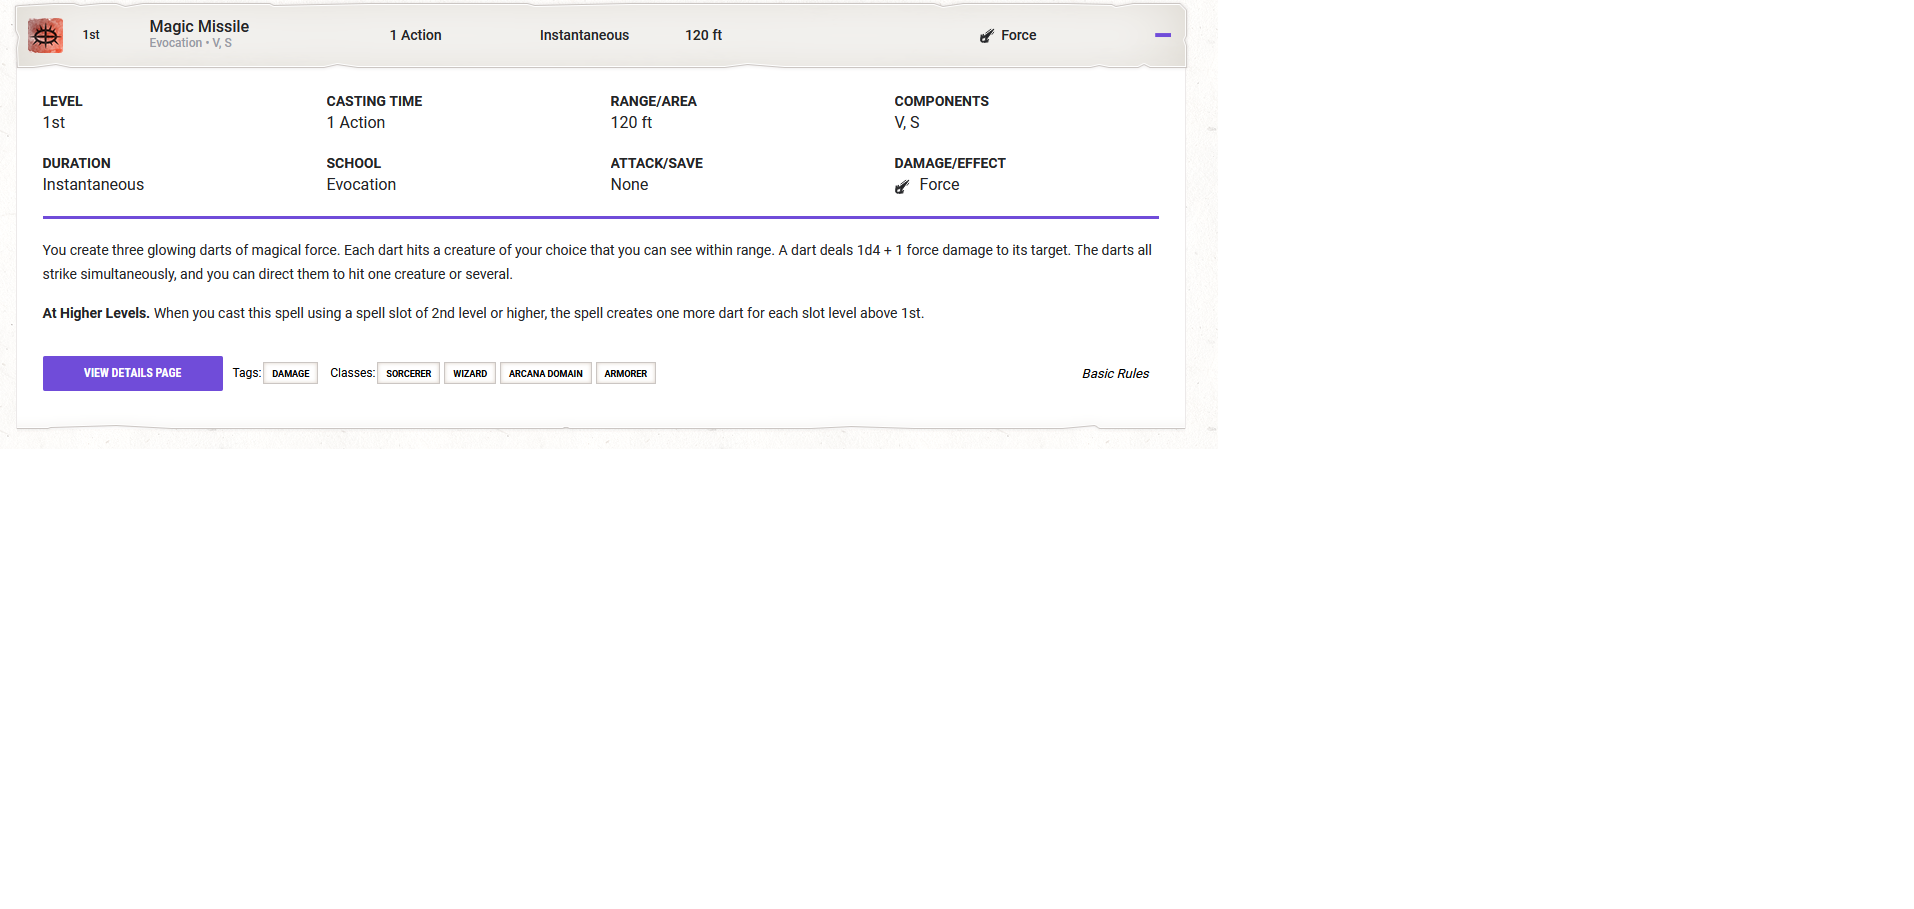 1st
Magic Missile
Evocation • V, S
1 Action
Instantaneous
120 ft
Force
LEVEL
1st
CASTING TIME
1 Action
RANGE/AREA
120 ft
COMPONENTS
V, S
DURATION
Instantaneous
SCHOOL
Evocation
ATTACK/SAVE
None
DAMAGE/EFFECT
Force
You create three glowing darts of magical force. Each dart hits a creature of your choice that you can see within range. A dart deals 1d4 + 1 force damage to its target. The darts all
strike simultaneously, and you can direct them to hit one creature or several.
At Higher Levels. When you cast this spell using a spell slot of 2nd level or higher, the spell creates one more dart for each slot level above 1st.
VIEW DETAILS PAGE
Tags: DAMAGE
Classes: SORCERER WIZARD ARCANA DOMAIN ARMORER
Basic Rules